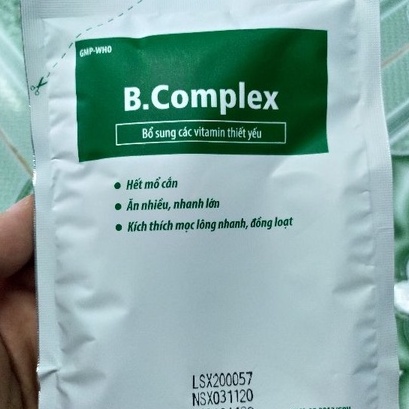 GMP-WHO
B.Complex
Bổ sung các vitamin thiết yếu
Hết mổ cắn
Ăn nhiều, nhanh lớn
Kích thích mọc lông nhanh, đồng loạt
LSX200057
NSX031120